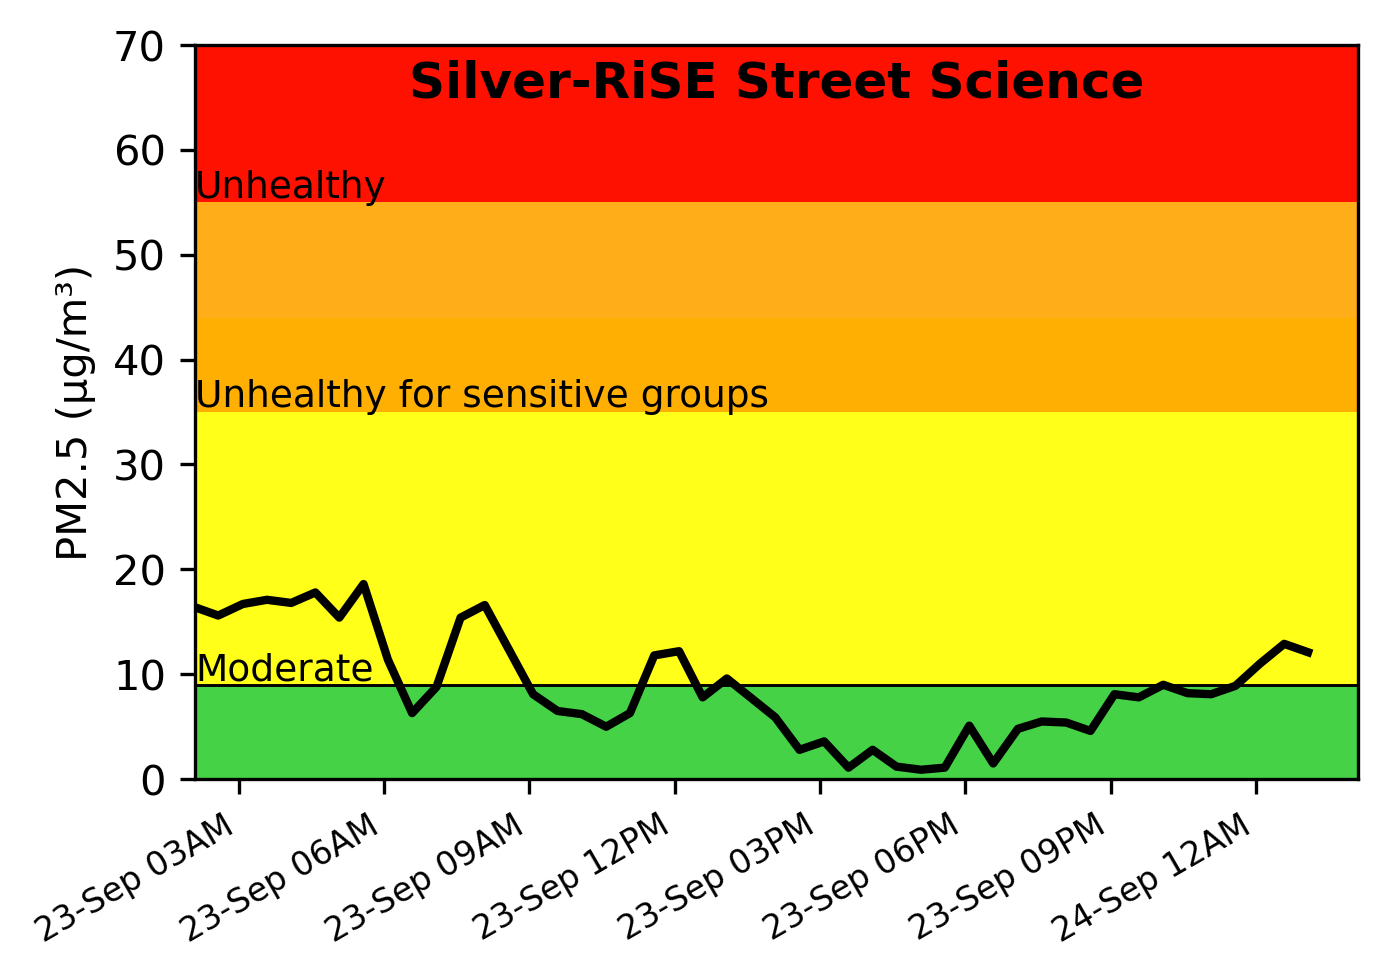 Silver-RiSE Street Science
70
60
Unhealthy
50
40
Unhealthy for sensitive groups
30
20
Moderate
10
0
PM2.5 (µg/m³)
23-Sep 03AM
23-Sep 06AM
23-Sep 09AM
23-Sep 12PM
23-Sep 03PM
23-Sep 06PM
23-Sep 09PM
24-Sep 12AM